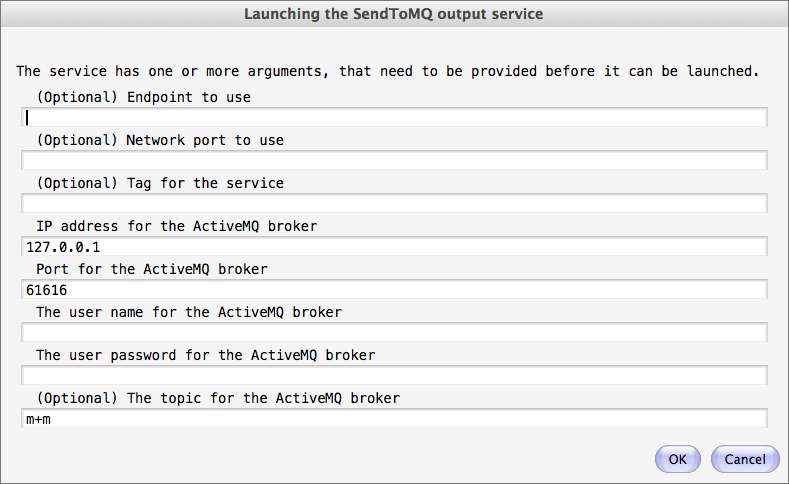 Launching the SendToMQ output service
The service has one or more arguments, that need to be provided before it can be launched.
(Optional) Endpoint to use
(Optional) Network port to use
(Optional) Tag for the service
IP address for the ActiveMQ broker
127.0.0.1
Port for the ActiveMQ broker
61616
The user name for the ActiveMQ broker
The user password for the ActiveMQ broker
(Optional) The topic for the ActiveMQ broker
m+m
OK Cancel